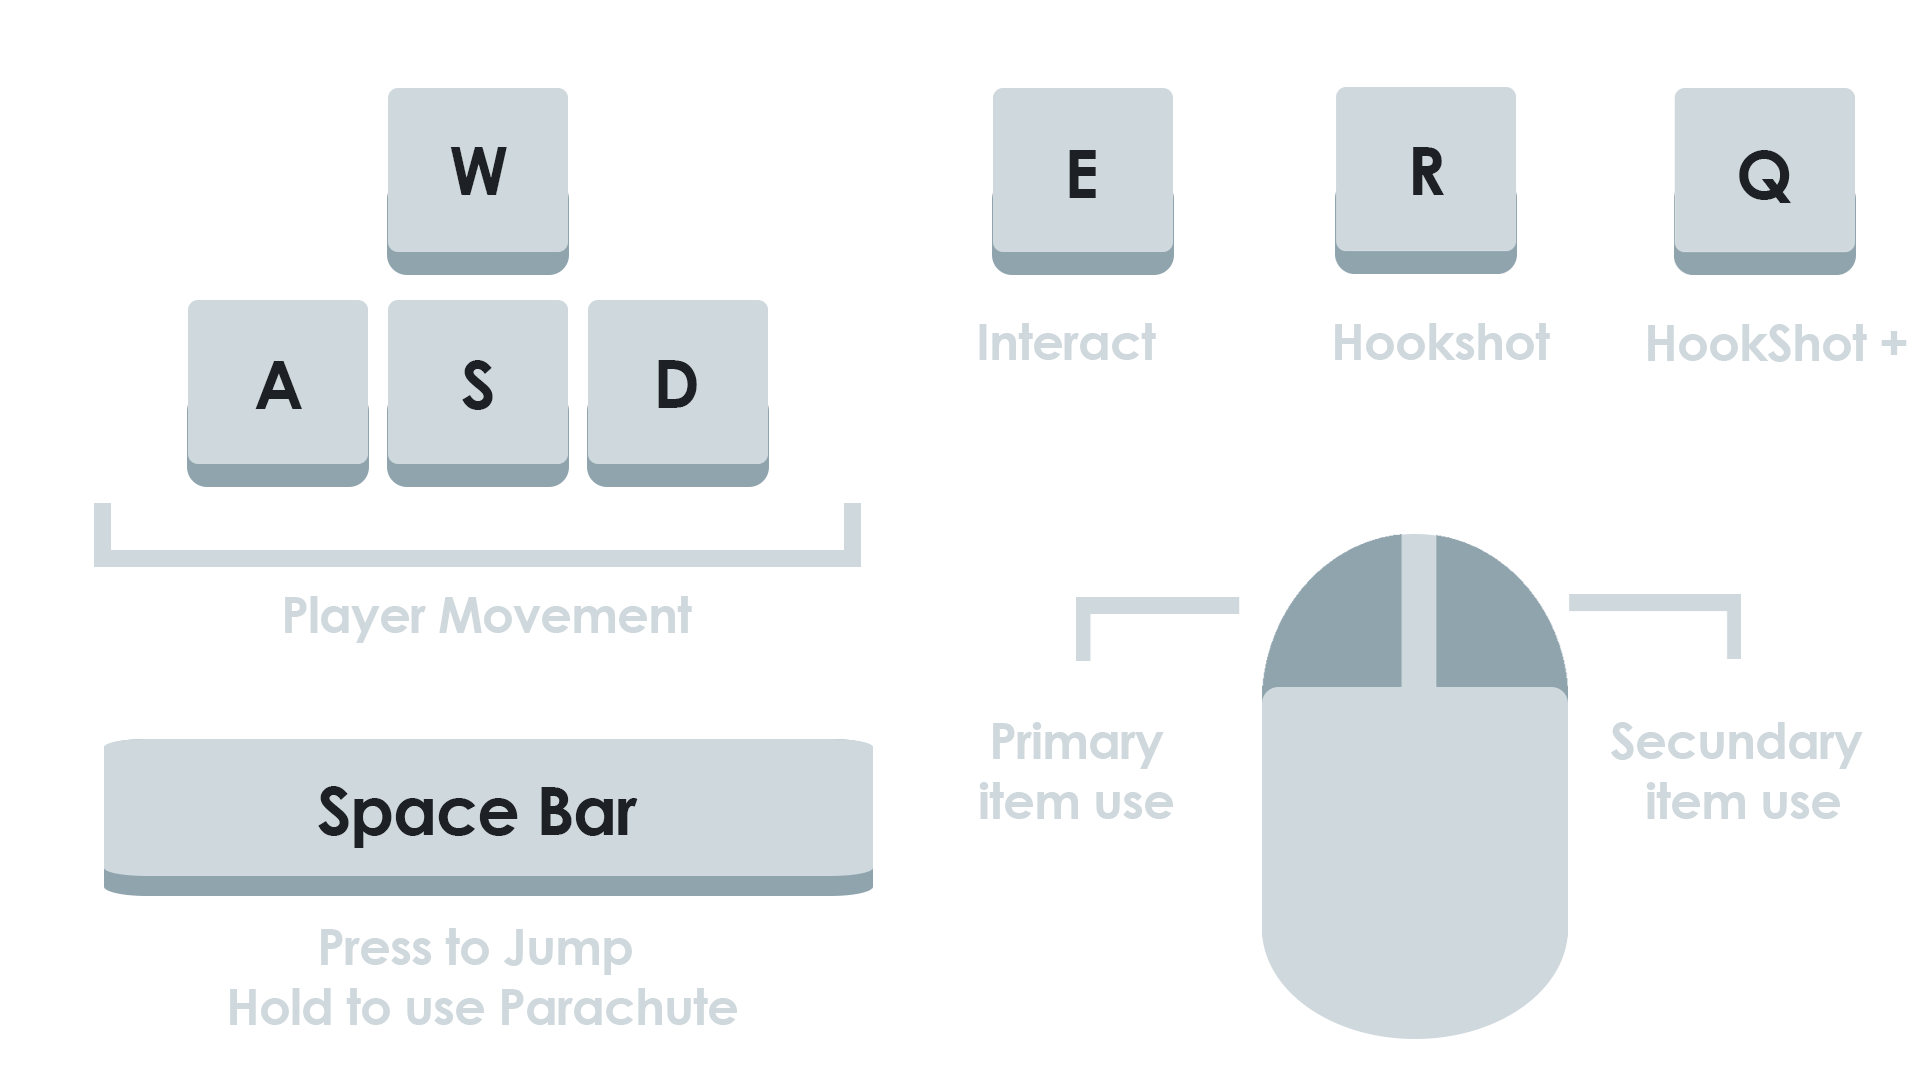 W
A S D
Player Movement
Space Bar
Press to Jump
Hold to use Parachute
E
Interact
R
Hookshot
Q
HookShot +
Primary
item use
Secundary
item use